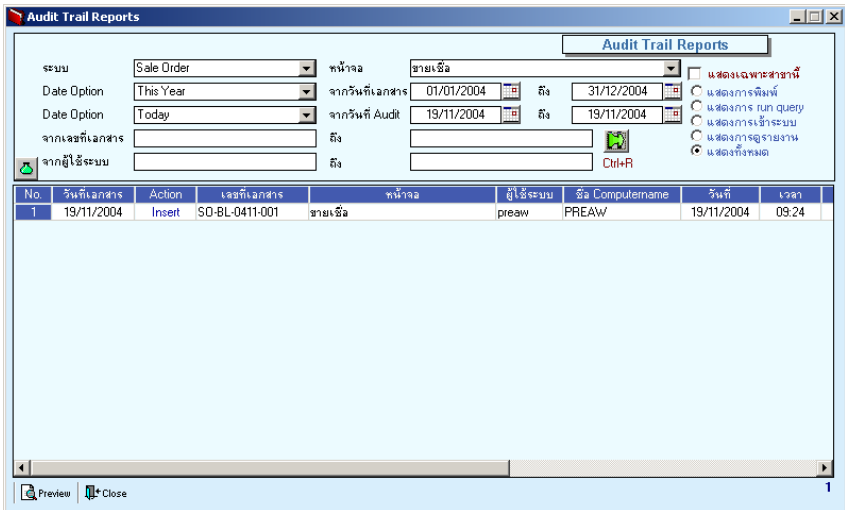 Audit Trail Reports
Audit Trail Reports
ระบบ Sale Order หน้าจอ ขายเชื่อ แสดงเฉพาะสาขานี้
Date Option This Year จากวันที่เอกสาร 01/01/2004 ถึง 31/12/2004 แสดงการพิมพ์
แสดงการ run query
Date Option Today จากวันที่ Audit 19/11/2004 ถึง 19/11/2004 แสดงการเข้าระบบ
จากเลขที่เอกสาร ถึง แสดงการดูรายงาน
แสดงทั้งหมด
จากผู้ใช้ระบบ ถึง Ctrl+R
No. วันที่เอกสาร Action เลขที่เอกสาร หน้าจอ ผู้ใช้ระบบ ชื่อ Computername วันที่ เวลา
1 19/11/2004 Insert SO-BL-0411-001 ขายเชื่อ preaw PREAW 19/11/2004 09:24
Preview Close 1